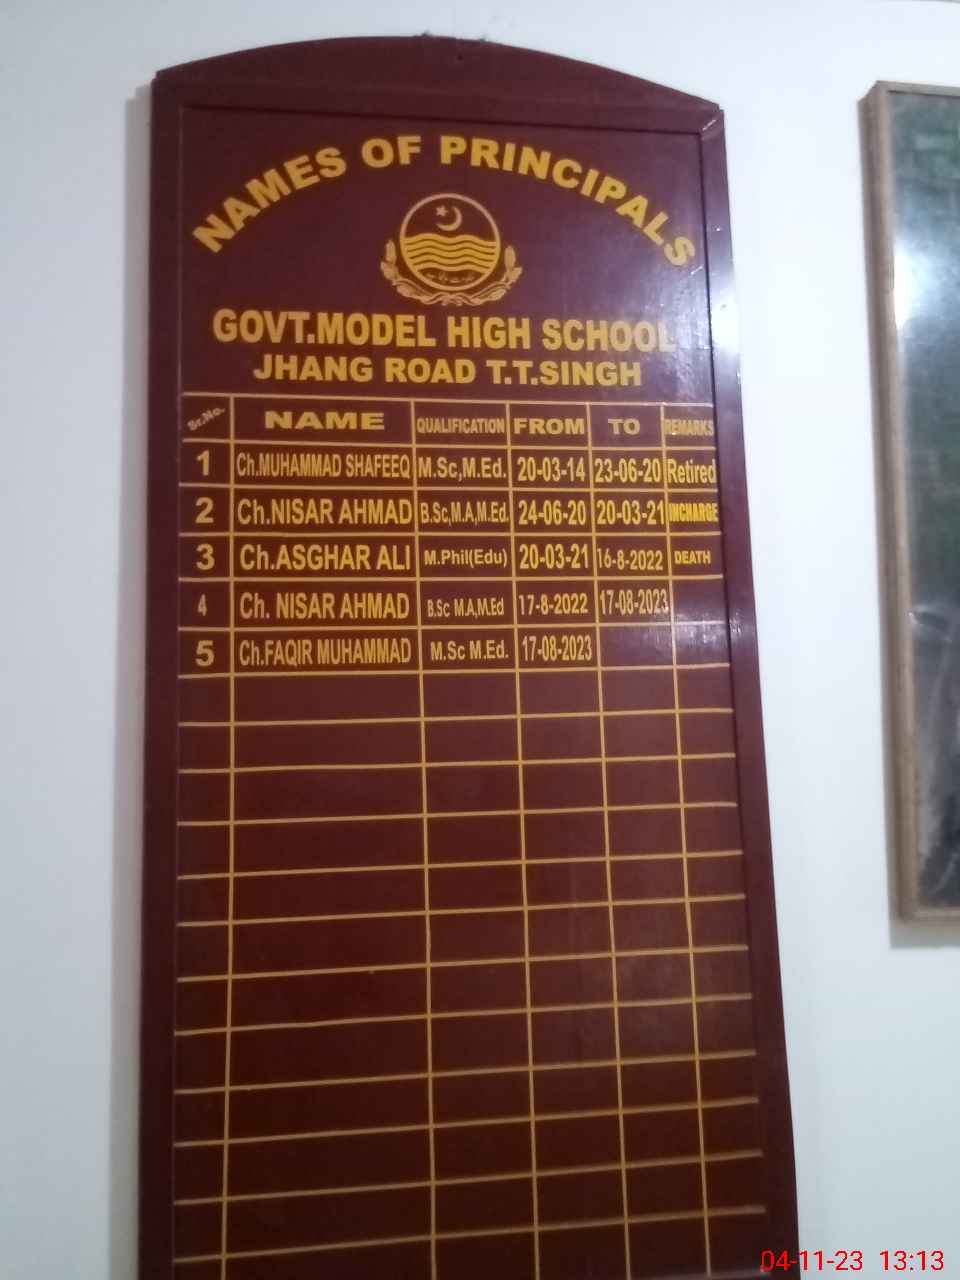 NAMES OF PRINCIPALS
GOVT.MODEL HIGH SCHOOL
JHANG ROAD T.T.SINGH
Sr.No. NAME QUALIFICATION FROM TO REMARKS
1 Ch.MUHAMMAD SHAFEEQ M.Sc,M.Ed. 20-03-14 23-06-20 Retired
2 Ch.NISAR AHMAD B.Sc,M.A,M.Ed. 24-06-20 20-03-21 INCHARGE
3 Ch.ASGHAR ALI M.Phil(Edu) 20-03-21 16-8-2022 DEATH
4 Ch. NISAR AHMAD B.Sc M.A,M.Ed 17-8-2022 17-08-2023
5 Ch.FAQIR MUHAMMAD M.Sc M.Ed. 17-08-2023
04-11-23 13:13